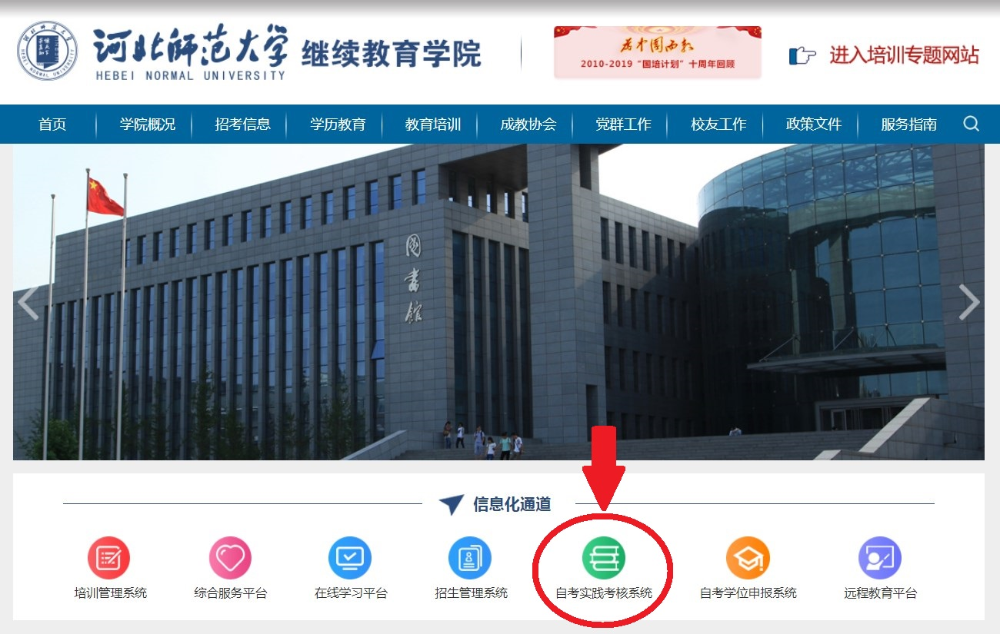 河北师范大学 继续教育学院
HEBEI NORMAL UNIVERSITY
2010-2019“国培计划”十周年回顾
进入培训专题网站
首页 学院概况 招考信息 学历教育 教育培训 成教协会 党群工作 校友工作 政策文件 服务指南
图书馆
信息化通道
培训管理系统 综合服务平台 在线学习平台 招生管理系统 自考实践考核系统 自考学位申报系统 远程教育平台